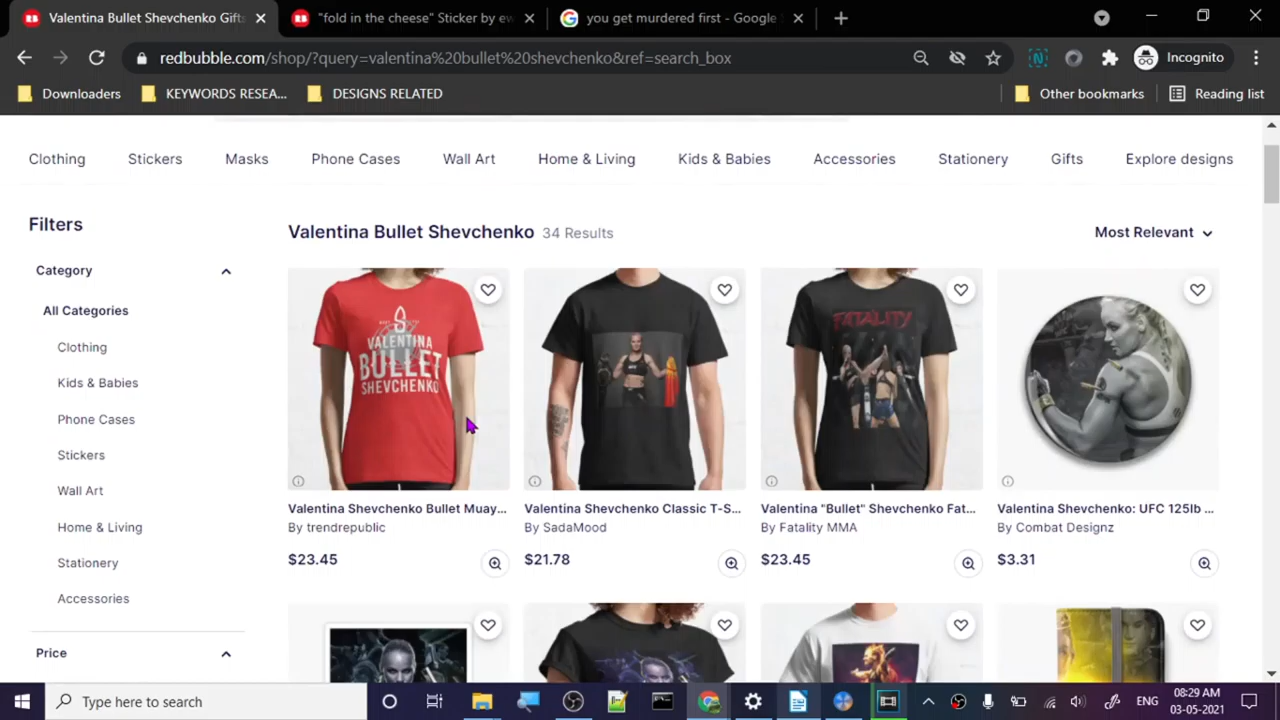 Valentina Bullet Shevchenko Gifts
"fold in the cheese" Sticker by ew
you get murdered first - Google
redbubble.com/shop/?query=valentina%20bullet%20shevchenko&ref=search_box
Incognito
Downloaders
KEYWORDS RESEA...
DESIGNS RELATED
Other bookmarks
Reading list
Clothing
Stickers
Masks
Phone Cases
Wall Art
Home & Living
Kids & Babies
Accessories
Stationery
Gifts
Explore designs
Filters
Valentina Bullet Shevchenko 34 Results
Most Relevant
Category
All Categories
Clothing
Kids & Babies
Phone Cases
Stickers
Wall Art
Home & Living
Stationery
Accessories
Price
VALENTINA
BULLET
SHEVCHENKO
FATALITY
Valentina Shevchenko Bullet Muay...
By trendrepublic
$23.45
Valentina Shevchenko Classic T-S...
By SadaMood
$21.78
Valentina "Bullet" Shevchenko Fat...
By Fatality MMA
$23.45
Valentina Shevchenko: UFC 125lb ...
By Combat Designz
$3.31
Type here to search
ENG
08:29 AM
03-05-2021